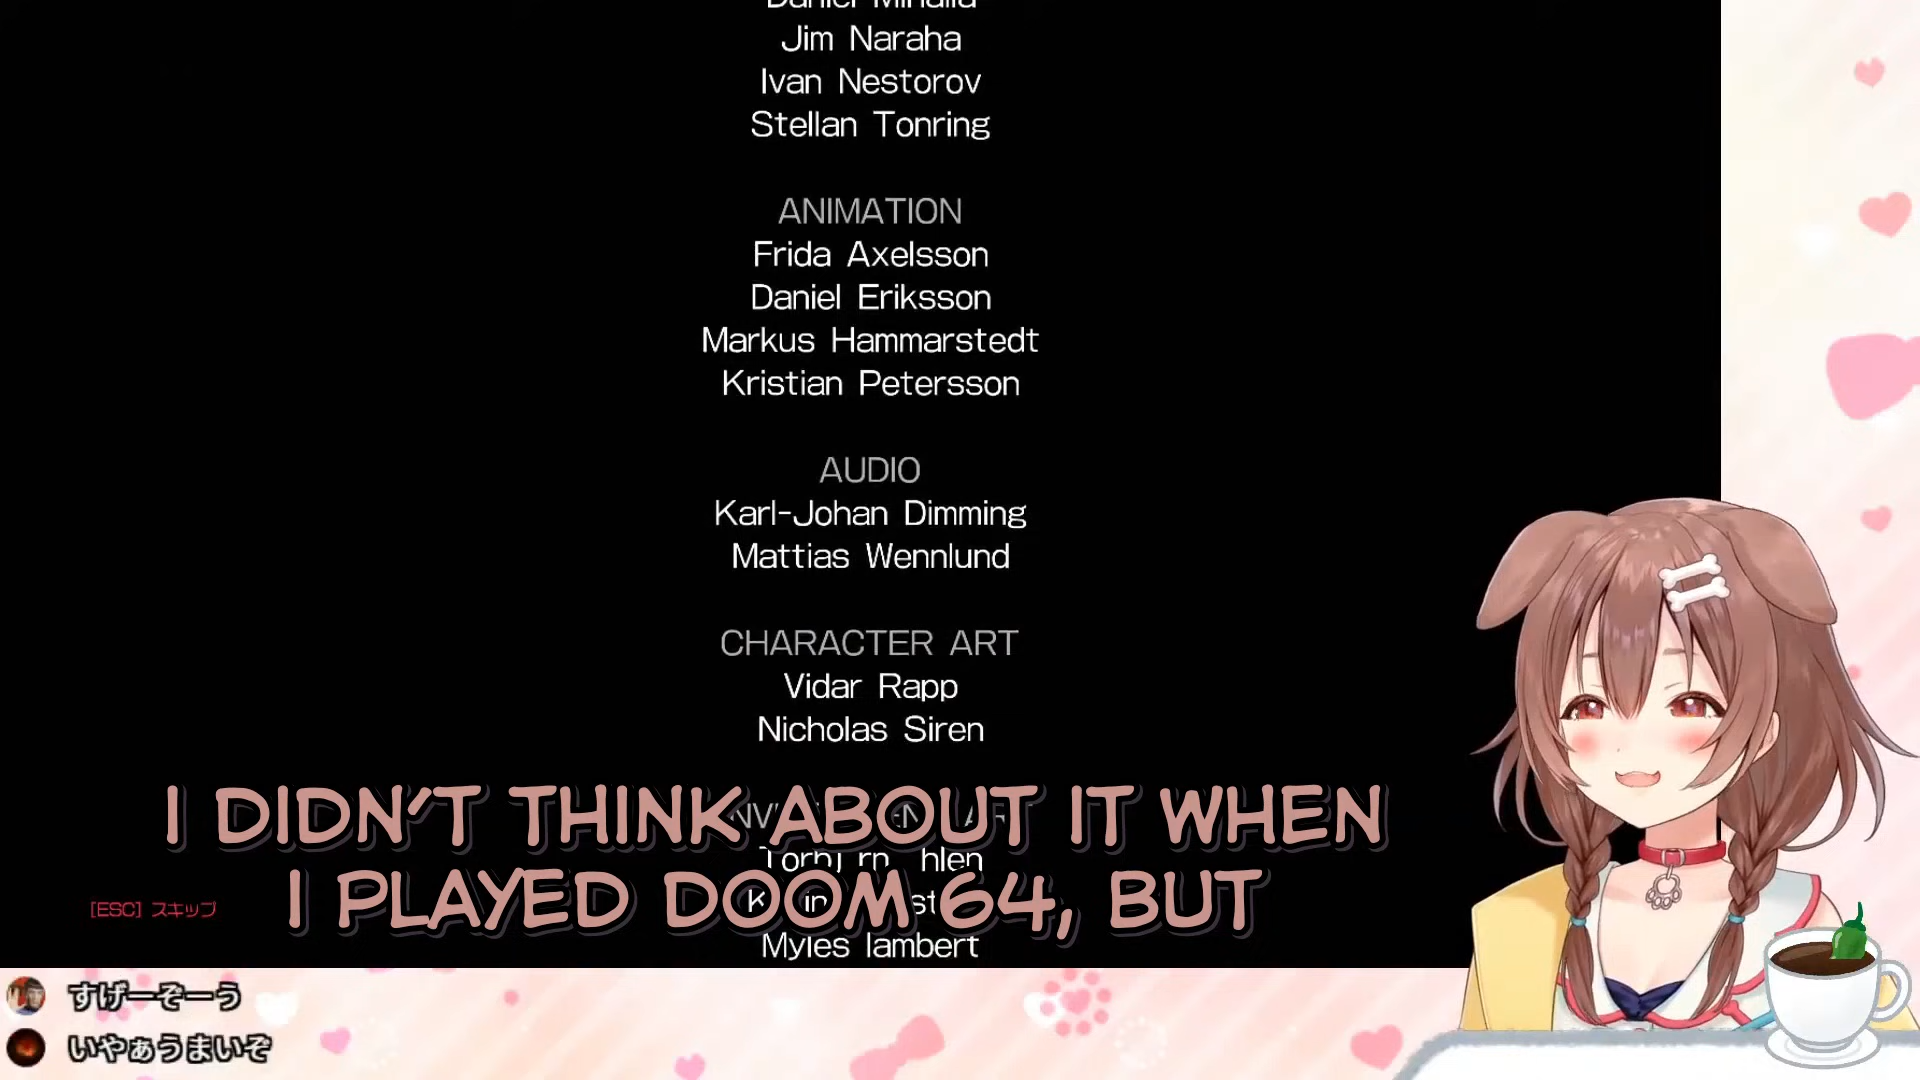 Jim Naraha
Ivan Nestorov
Stellan Tonring
ANIMATION
Frida Axelsson
Daniel Eriksson
Markus Hammarstedt
Kristian Petersson
AUDIO
Karl-Johan Dimming
Mattias Wennlund
CHARACTER ART
Vidar Rapp
Nicholas Siren
I DIDN'T THINK ABOUT IT WHEN
I PLAYED DOOM 64, BUT
[ESC] スキップ
Myles lambert
すげーぞーう
いやぁうまいぞ